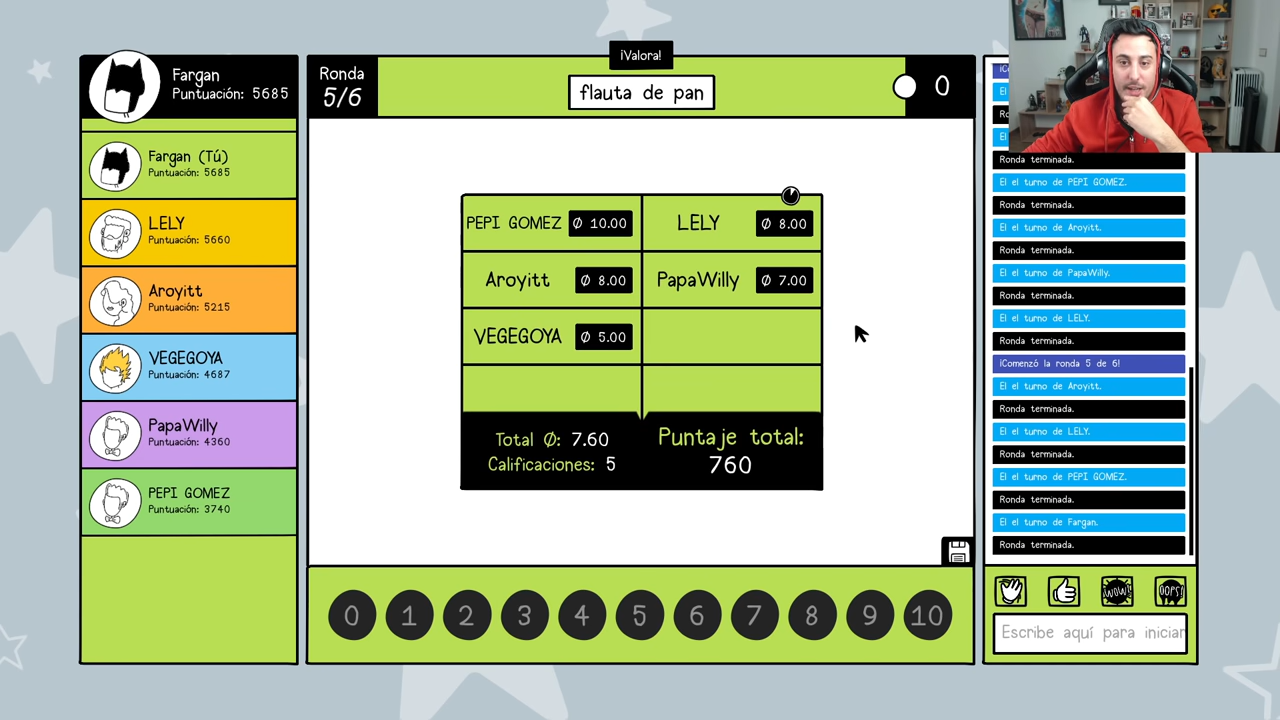 Fargan
Puntuación: 5685
Fargan (Tú)
Puntuación: 5685
LELY
Puntuación: 5660
Aroyitt
Puntuación: 5215
VEGEGOYA
Puntuación: 4687
PapaWilly
Puntuación: 4360
PEPI GOMEZ
Puntuación: 3740
Ronda
5/6
¡Valora!
flauta de pan
0
PEPI GOMEZ Ø 10.00
LELY Ø 8.00
Aroyitt Ø 8.00
PapaWilly Ø 7.00
VEGEGOYA Ø 5.00
Total Ø: 7.60
Calificaciones: 5
Puntaje total:
760
0 1 2 3 4 5 6 7 8 9 10
Ronda terminada.
El el turno de PEPI GOMEZ.
Ronda terminada.
El el turno de Aroyitt.
Ronda terminada.
El el turno de PapaWilly.
Ronda terminada.
El el turno de LELY.
Ronda terminada.
¡Comenzó la ronda 5 de 6!
El el turno de Aroyitt.
Ronda terminada.
El el turno de LELY.
Ronda terminada.
El el turno de PEPI GOMEZ.
Ronda terminada.
El el turno de Fargan.
Ronda terminada.
WOW!
OOPS!
Escribe aquí para iniciar